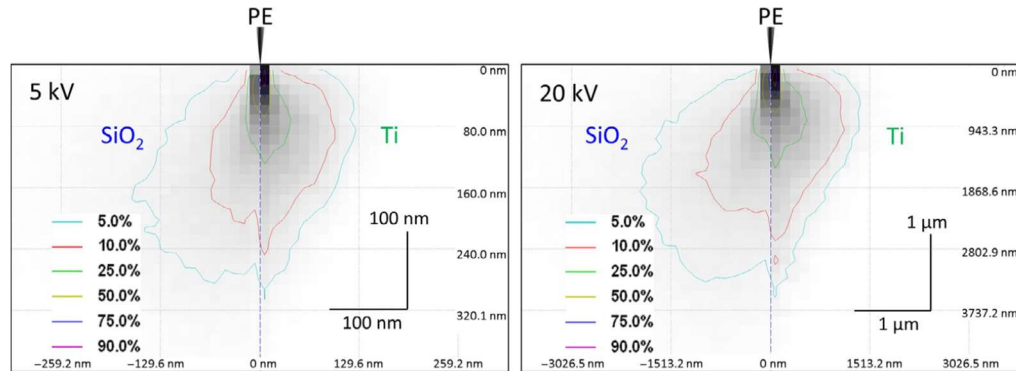 PE
5 kV
SiO₂
Ti
0 nm
80.0 nm
160.0 nm
240.0 nm
320.1 nm
5.0%
10.0%
25.0%
50.0%
75.0%
90.0%
100 nm
100 nm
−259.2 nm
−129.6 nm
0 nm
129.6 nm
259.2 nm
PE
20 kV
SiO₂
Ti
0 nm
943.3 nm
1868.6 nm
2802.9 nm
3737.2 nm
5.0%
10.0%
25.0%
50.0%
75.0%
90.0%
1 μm
1 μm
−3026.5 nm
−1513.2 nm
0 nm
1513.2 nm
3026.5 nm